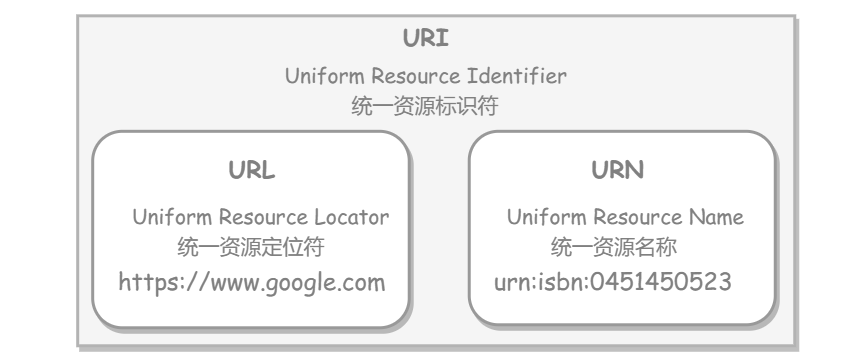 URI
Uniform Resource Identifier
统一资源标识符
URL
Uniform Resource Locator
统一资源定位符
https://www.google.com
URN
Uniform Resource Name
统一资源名称
urn:isbn:0451450523